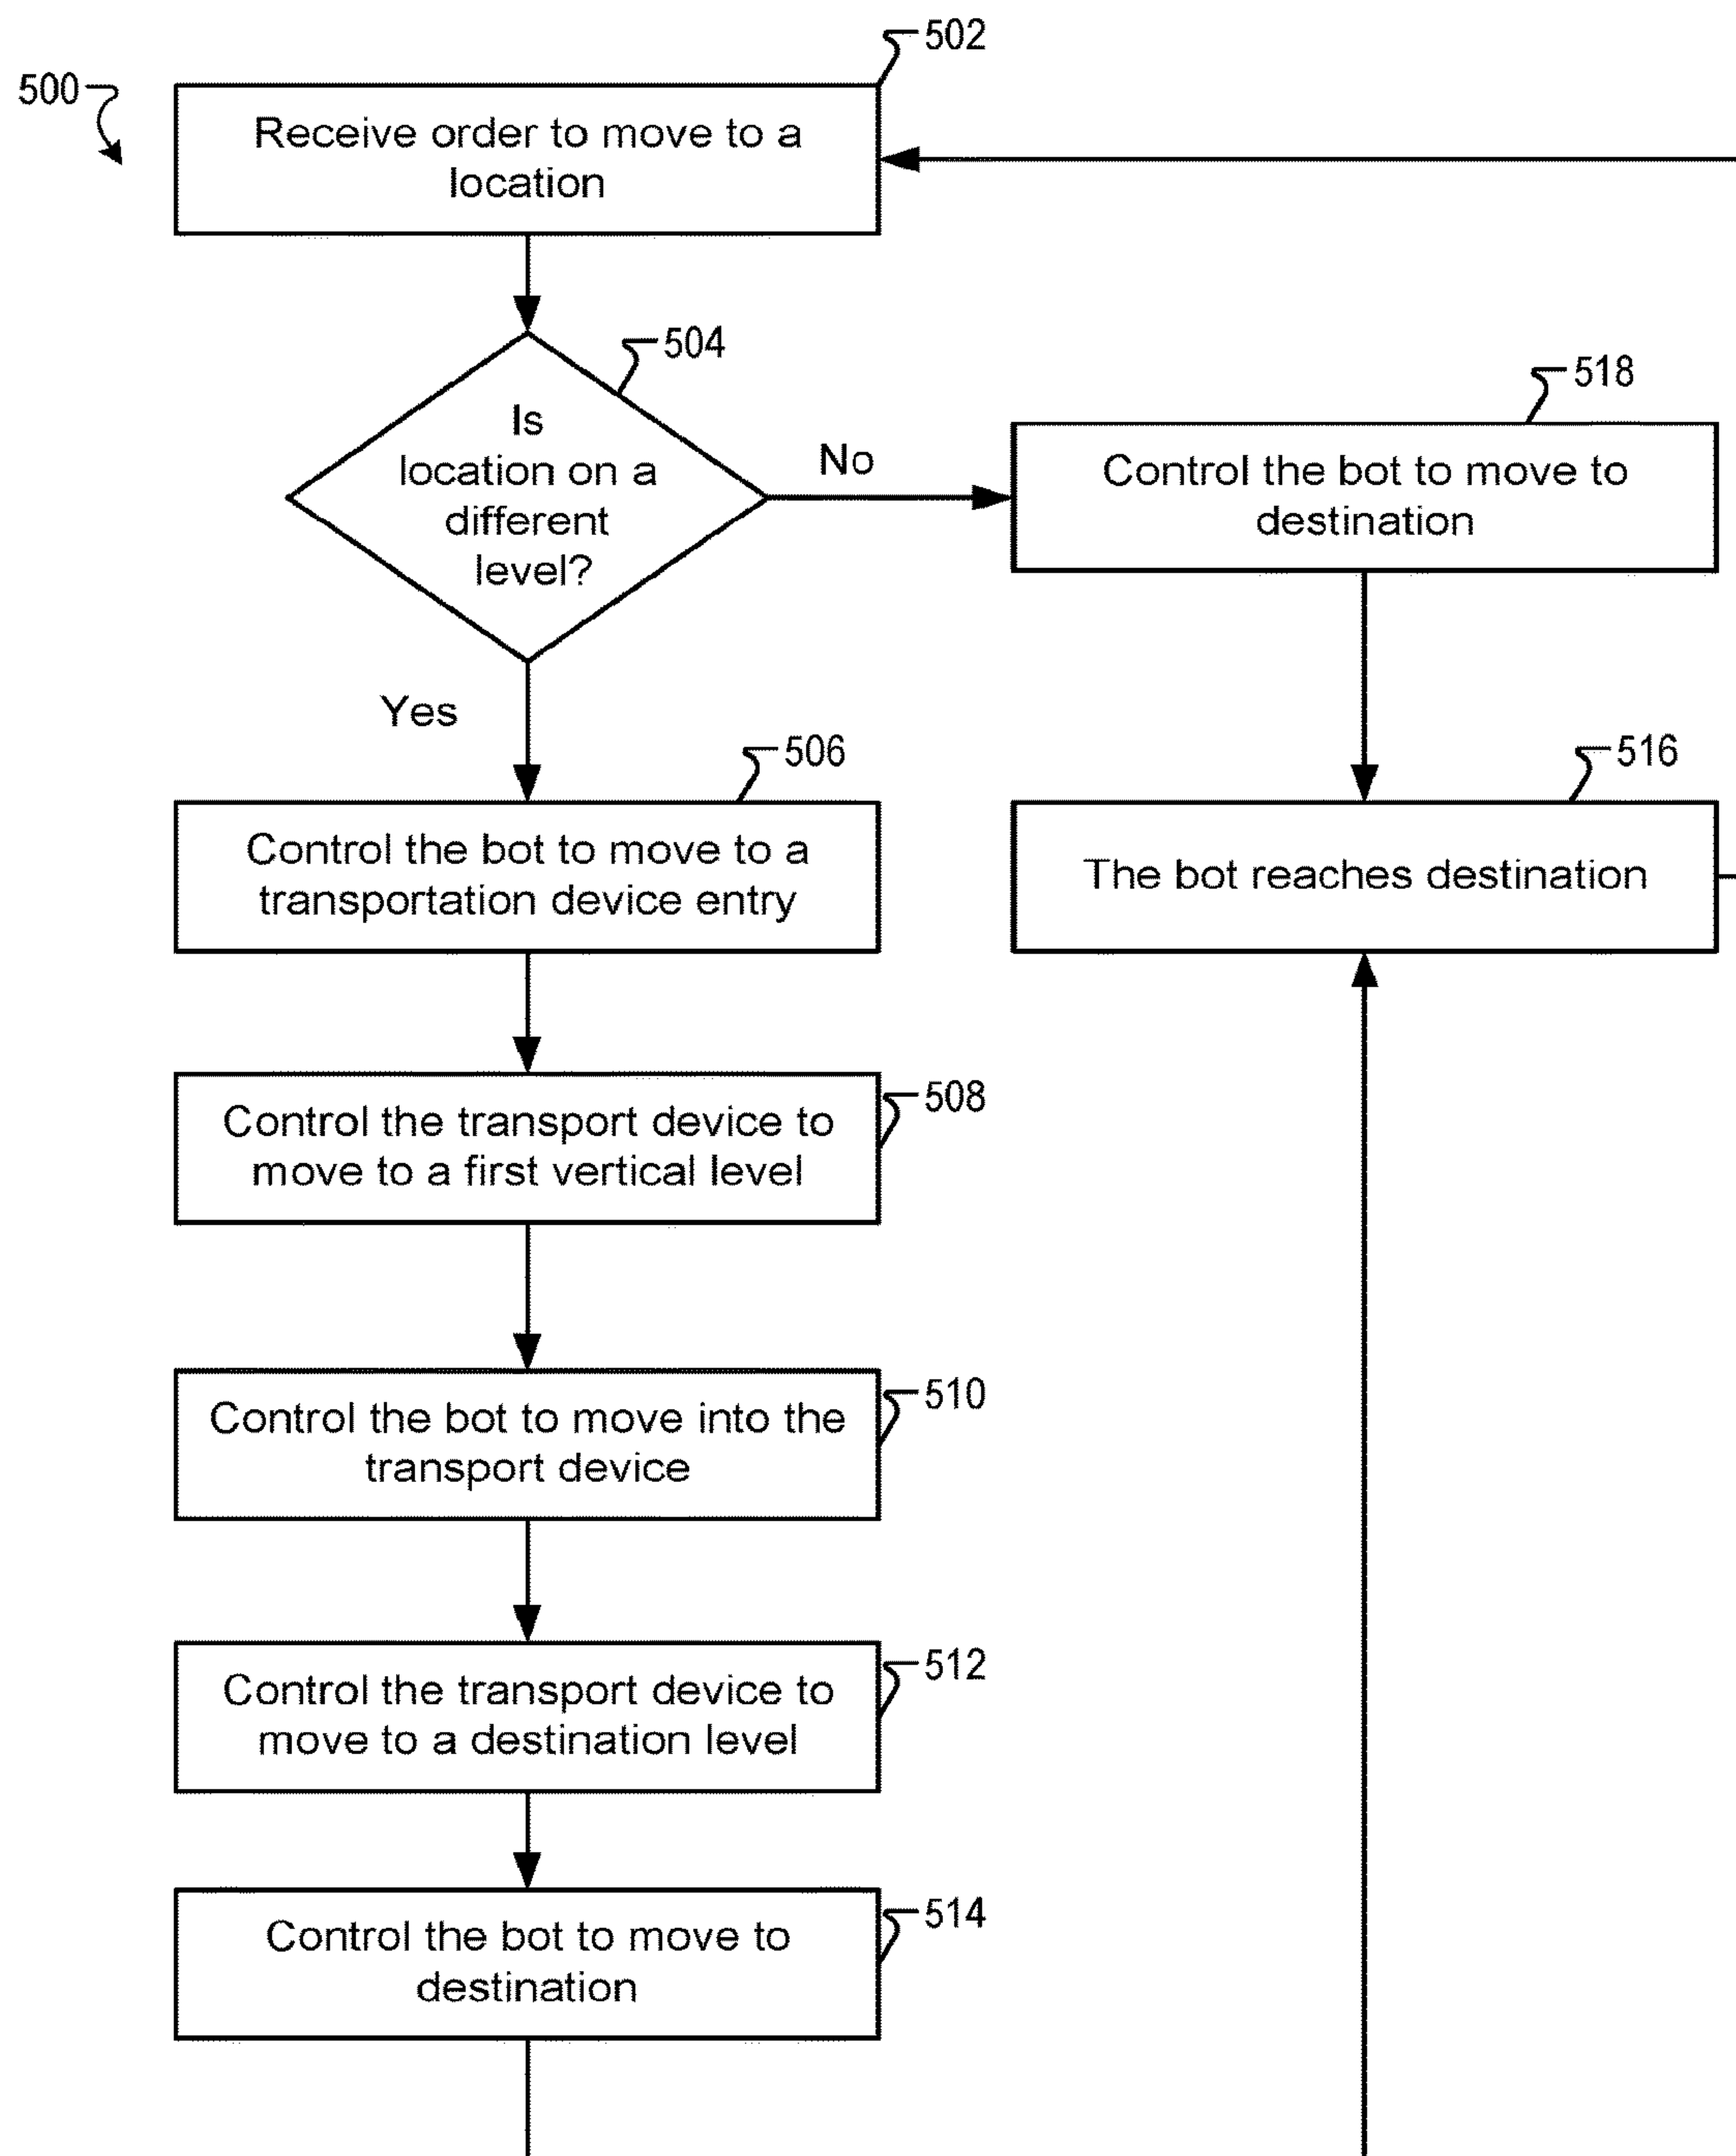 500
502
Receive order to move to a
location
504
Is
location on a
different
level?
No
Yes
518
Control the bot to move to
destination
506
Control the bot to move to a
transportation device entry
516
The bot reaches destination
508
Control the transport device to
move to a first vertical level
510
Control the bot to move into the
transport device
512
Control the transport device to
move to a destination level
514
Control the bot to move to
destination